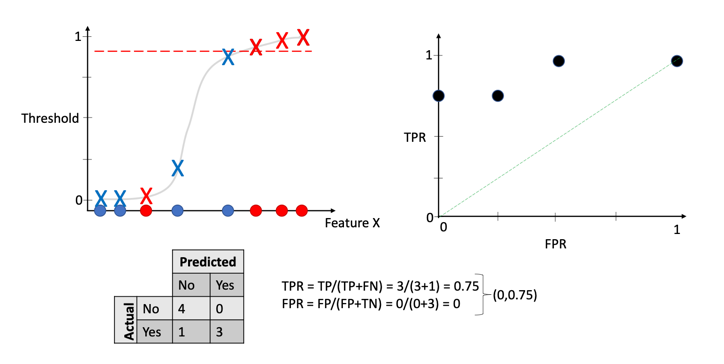 1
Threshold
0
Feature X
1
TPR
0
0
1
FPR
Predicted
No Yes
Actual
No 4 0
Yes 1 3
TPR = TP/(TP+FN) = 3/(3+1) = 0.75
FPR = FP/(FP+TN) = 0/(0+3) = 0
(0,0.75)